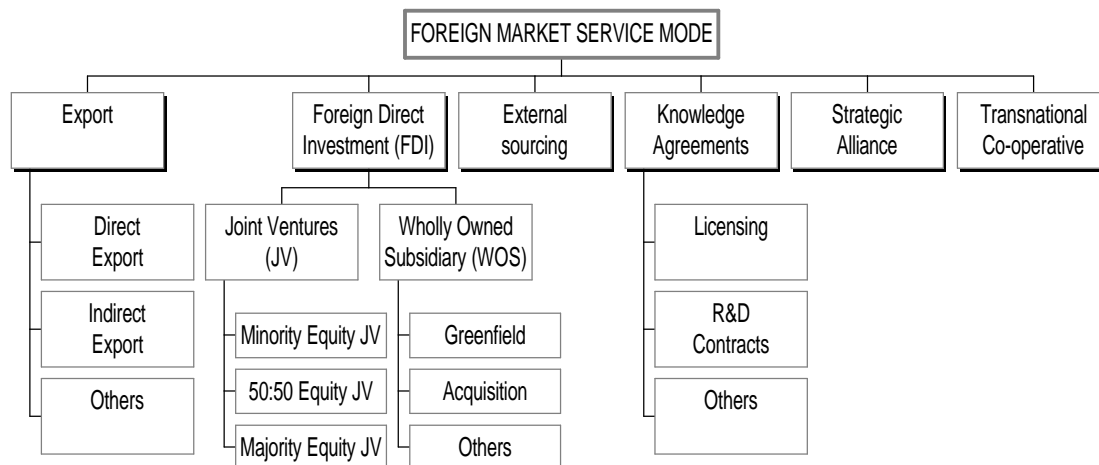 FOREIGN MARKET SERVICE MODE
Export
Foreign Direct
Investment (FDI)
External
sourcing
Knowledge
Agreements
Strategic
Alliance
Transnational
Co-operative
Direct
Export
Indirect
Export
Others
Joint Ventures
(JV)
Minority Equity JV
50:50 Equity JV
Majority Equity JV
Wholly Owned
Subsidiary (WOS)
Greenfield
Acquisition
Others
Licensing
R&D
Contracts
Others